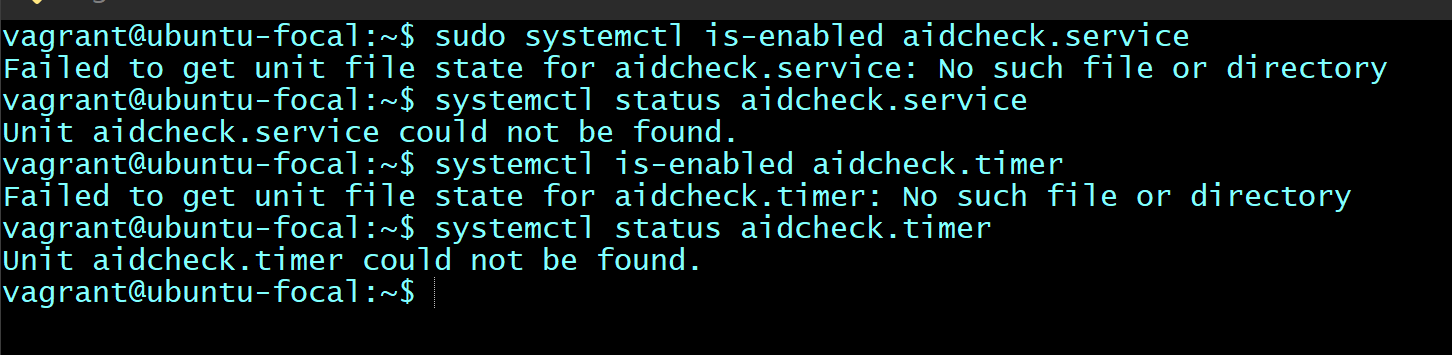 vagrant@ubuntu-focal:~$ sudo systemctl is-enabled aidcheck.service
Failed to get unit file state for aidcheck.service: No such file or directory
vagrant@ubuntu-focal:~$ systemctl status aidcheck.service
Unit aidcheck.service could not be found.
vagrant@ubuntu-focal:~$ systemctl is-enabled aidcheck.timer
Failed to get unit file state for aidcheck.timer: No such file or directory
vagrant@ubuntu-focal:~$ systemctl status aidcheck.timer
Unit aidcheck.timer could not be found.
vagrant@ubuntu-focal:~$